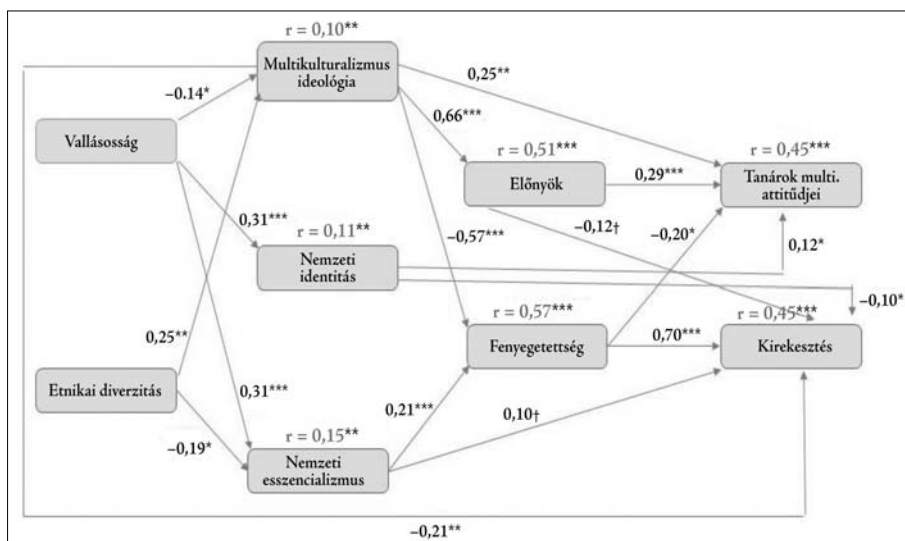 r = 0,10**
Multikulturalizmus
ideológia
0,25**
–0.14*
0,66***
Vallásosság
r = 0,51***
Előnyök
0,29***
r = 0,45***
Tanárok multi.
attitűdjei
0,31***
r = 0,11**
Nemzeti
identitás
–0,57***
–0,12†
–0,20*
0,12*
–0,10*
0,25**
r = 0,57***
Fenyegetettség
0,70***
r = 0,45***
Kirekesztés
Etnikai diverzitás
0,31***
0,21***
0,10†
–0,19*
r = 0,15**
Nemzeti
esszencializmus
–0,21**